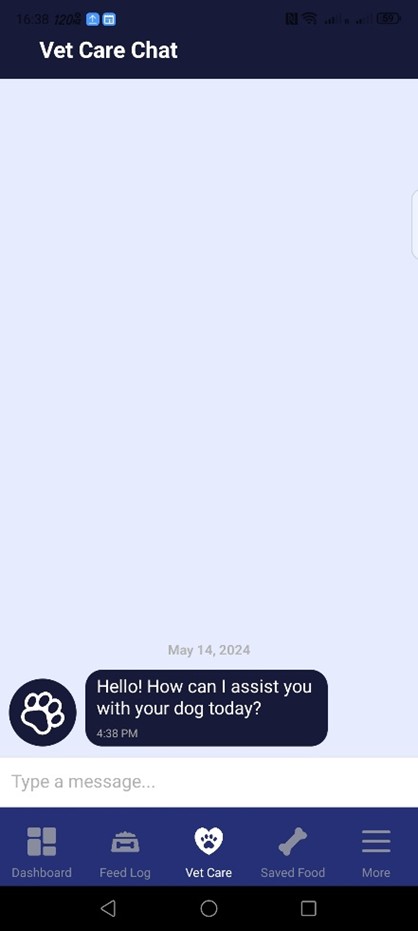 16:38
Vet Care Chat
May 14, 2024
Hello! How can I assist you
with your dog today?
4:38 PM
Type a message...
Dashboard
Feed Log
Vet Care
Saved Food
More